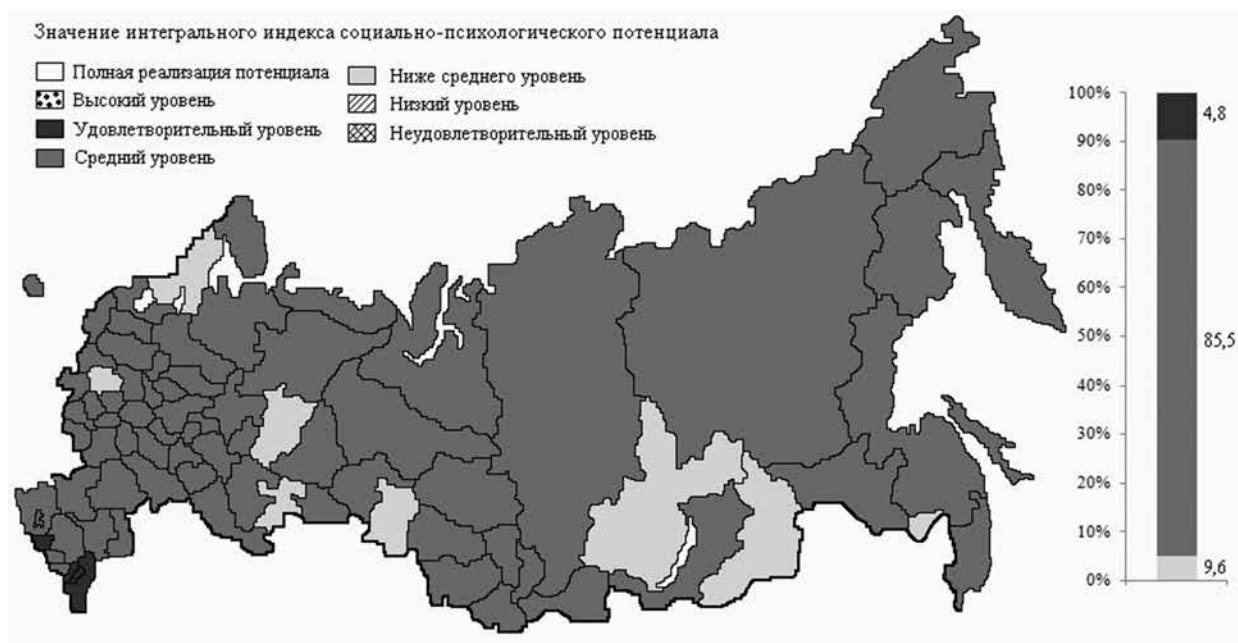 Значение интегрального индекса социально-психологического потенциала
Полная реализация потенциала
Высокий уровень
Удовлетворительный уровень
Средний уровень
Ниже среднего уровень
Низкий уровень
Неудовлетворительный уровень
100%
90%
80%
70%
60%
50%
40%
30%
20%
10%
0%
4,8
85,5
9,6